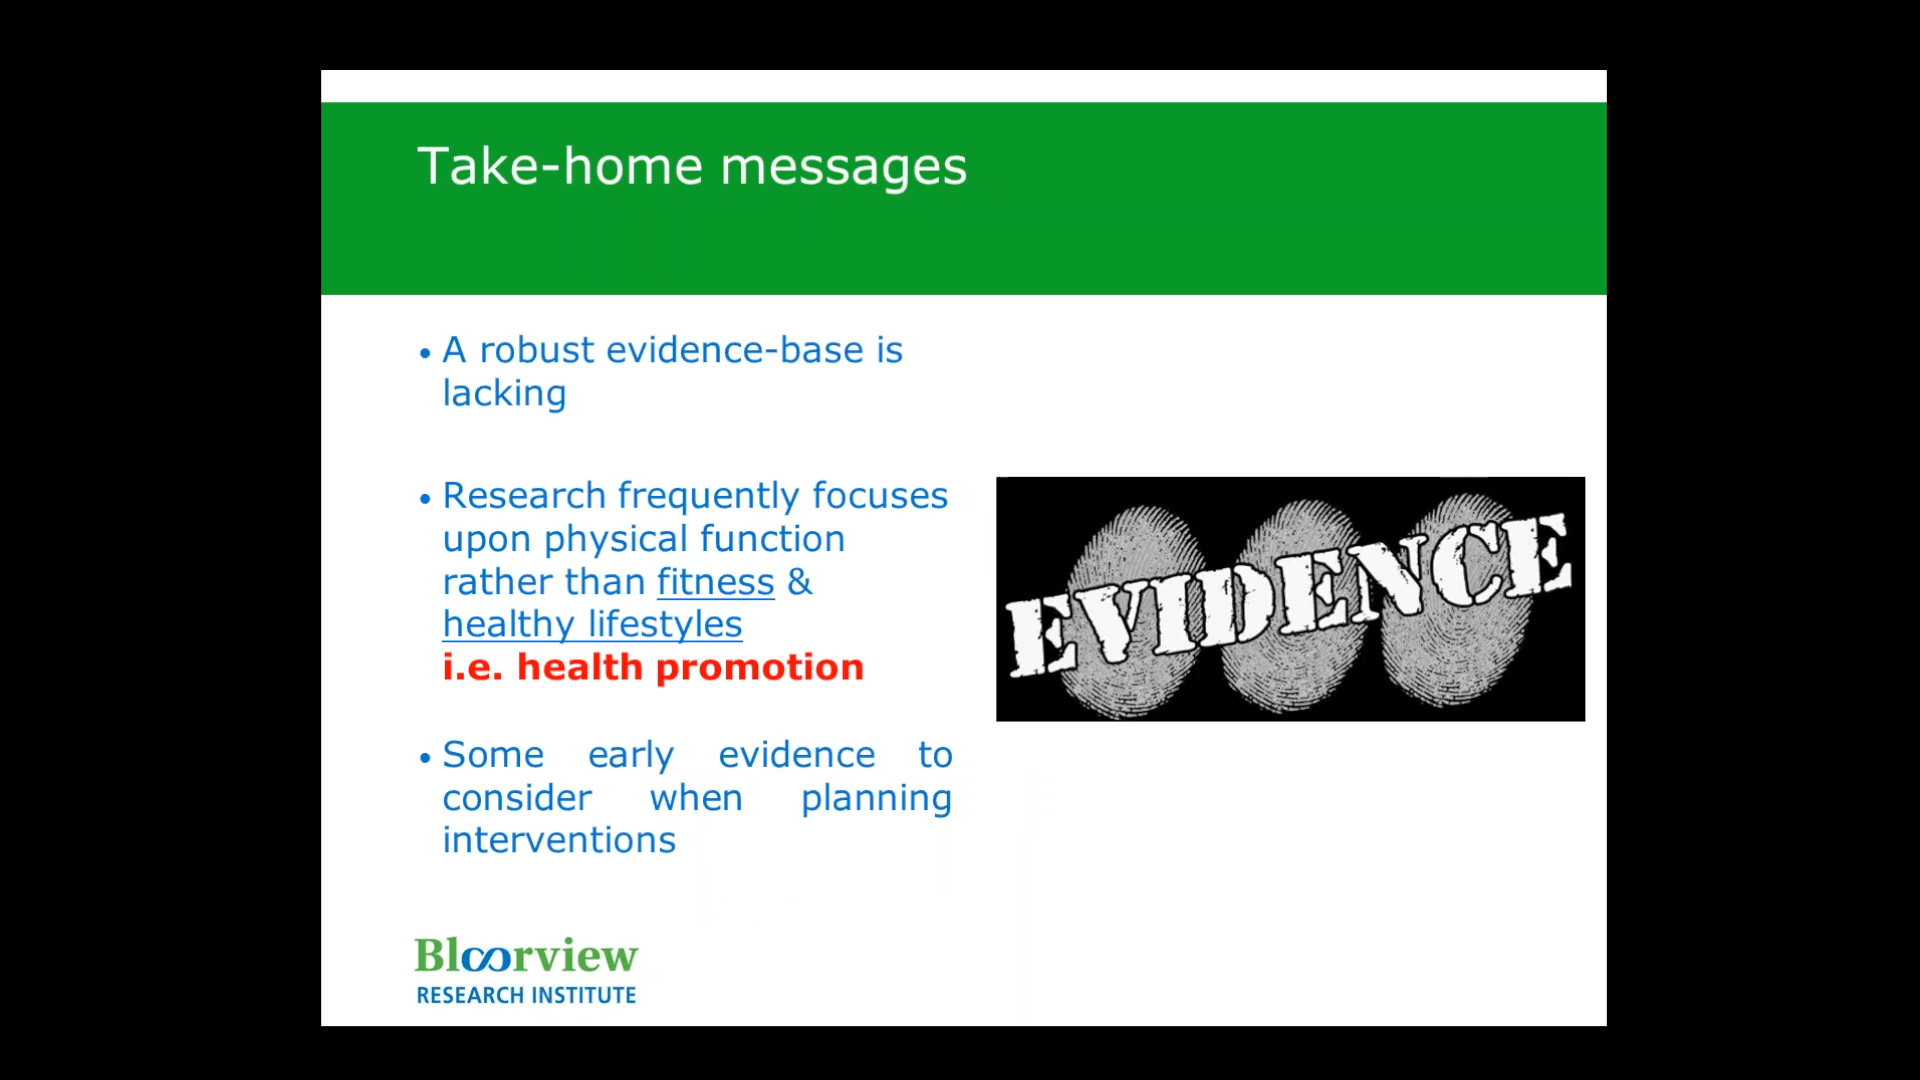 Take-home messages
• A robust evidence-base is
lacking
• Research frequently focuses
upon physical function
rather than fitness &
healthy lifestyles
i.e. health promotion
• Some early evidence to
consider when planning
interventions
EVIDENCE
Bloorview
RESEARCH INSTITUTE